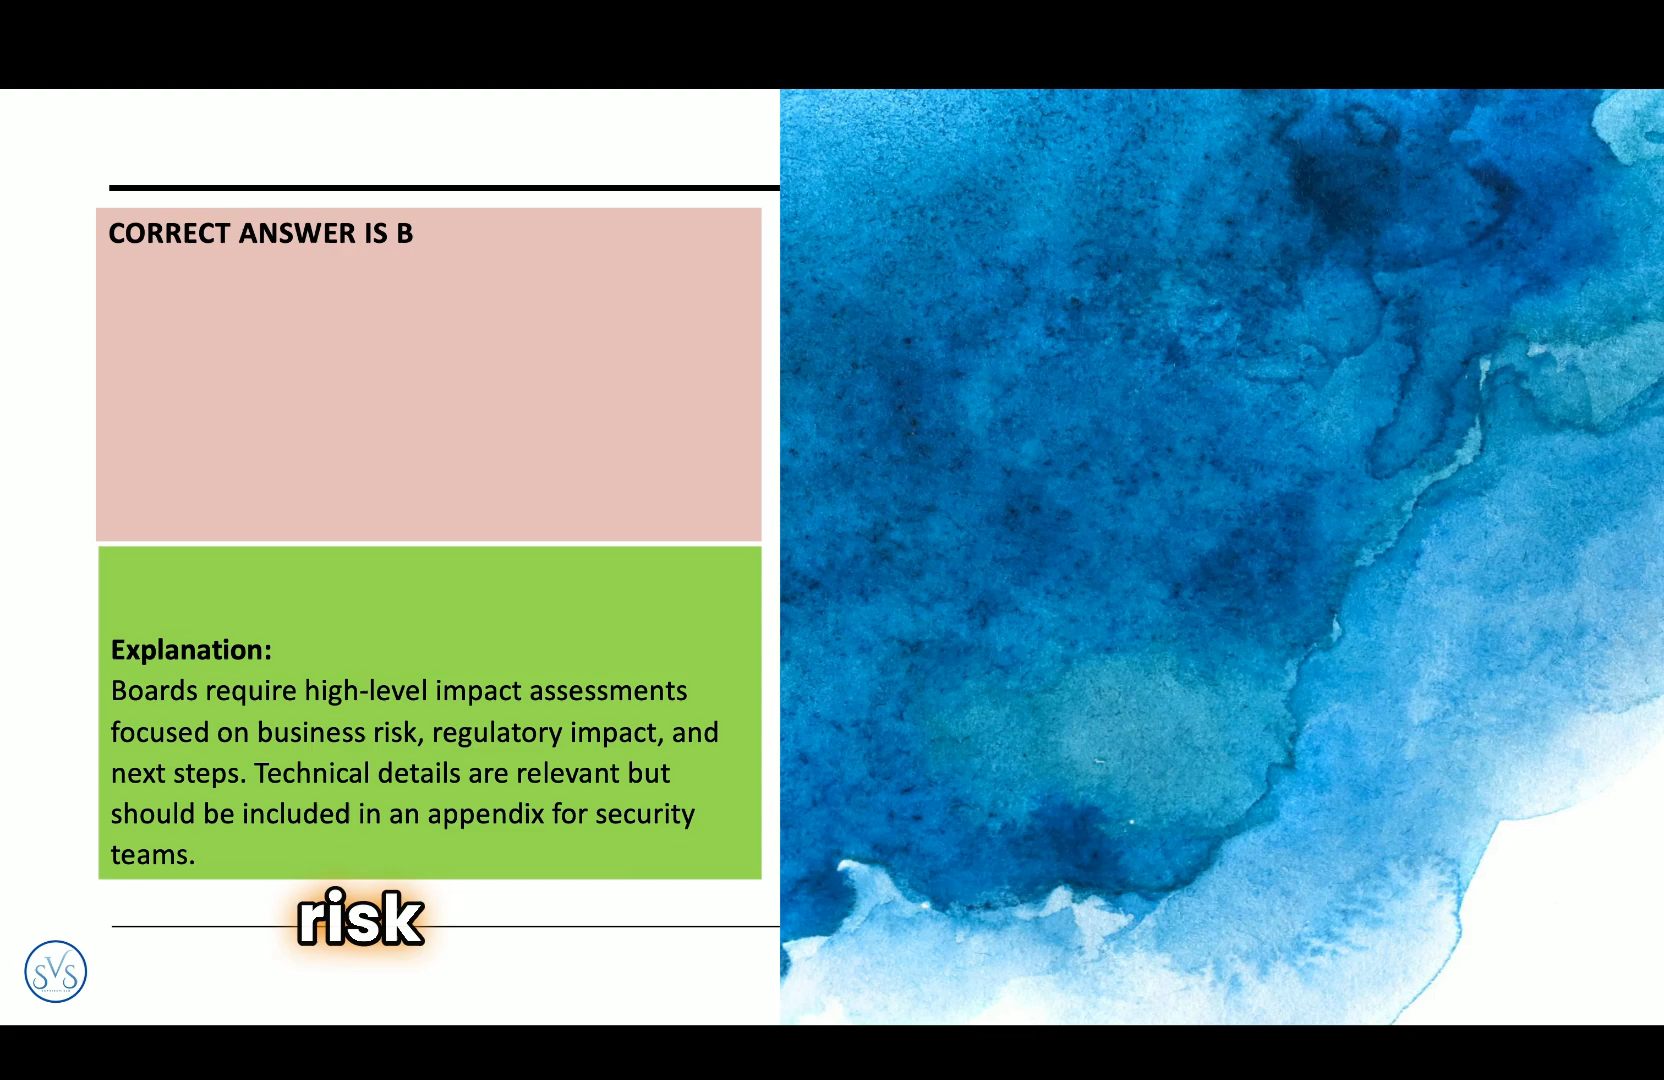 CORRECT ANSWER IS B
Explanation:
Boards require high-level impact assessments
focused on business risk, regulatory impact, and
next steps. Technical details are relevant but
should be included in an appendix for security
teams.
risk
SVS